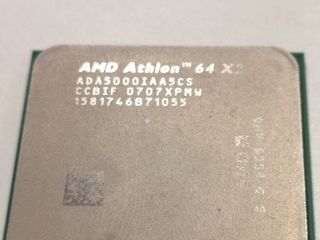 AMD Athlon™ 64 X2
ADA5000IAA5CS
CCBIF 0707XPMW
1581746B71055